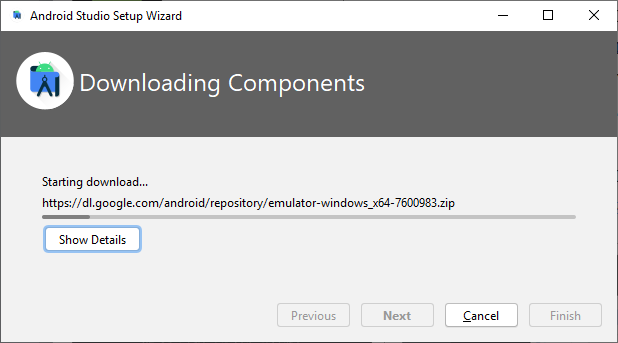 Android Studio Setup Wizard
Downloading Components
Starting download...
https://dl.google.com/android/repository/emulator-windows_x64-7600983.zip
Show Details
Previous
Next
Cancel
Finish